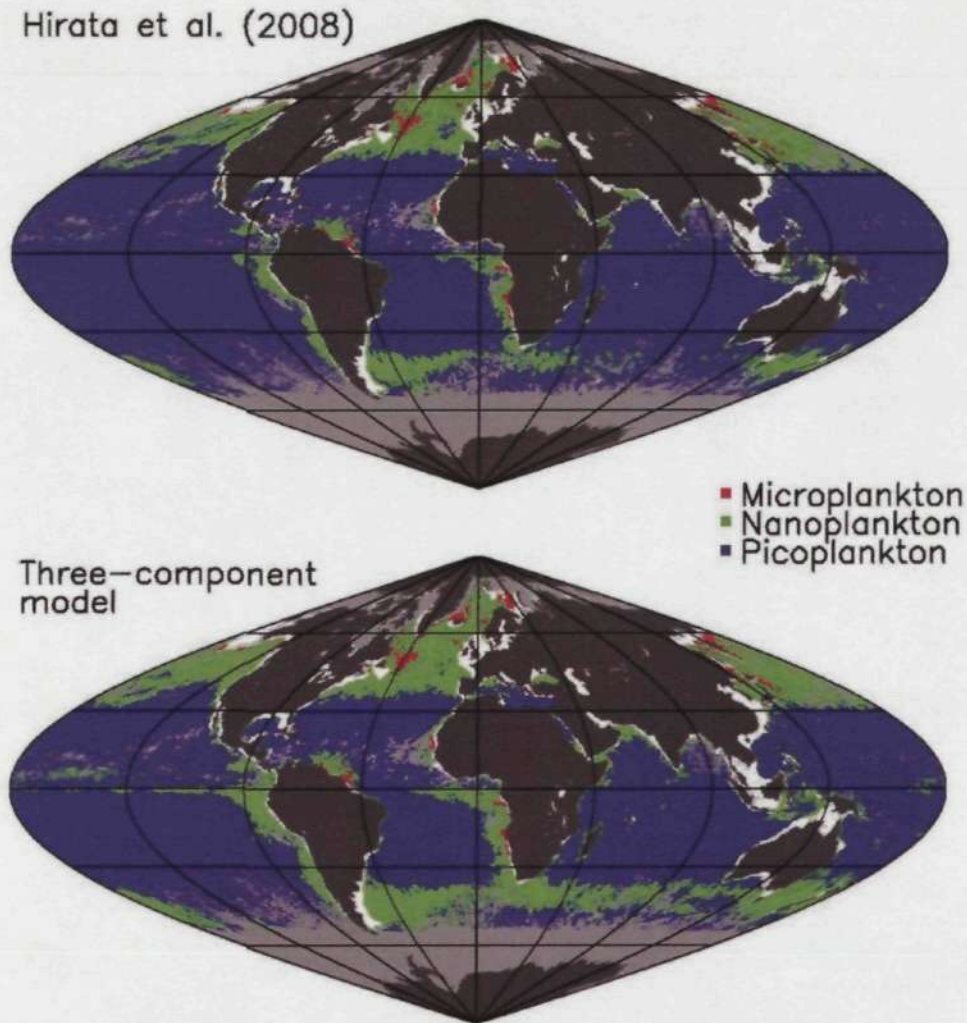 Hirata et al. (2008)
Microplankton
Nanoplankton
Picoplankton
Three-component
model